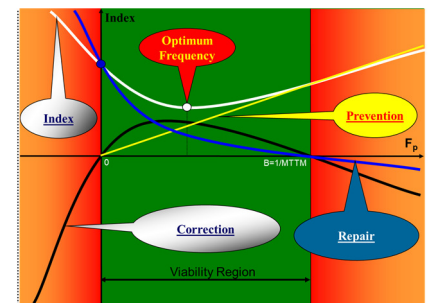 Index
Optimum
Frequency
Index
Prevention
Fp
0
B=1/MTTM
Correction
Repair
Viability Region